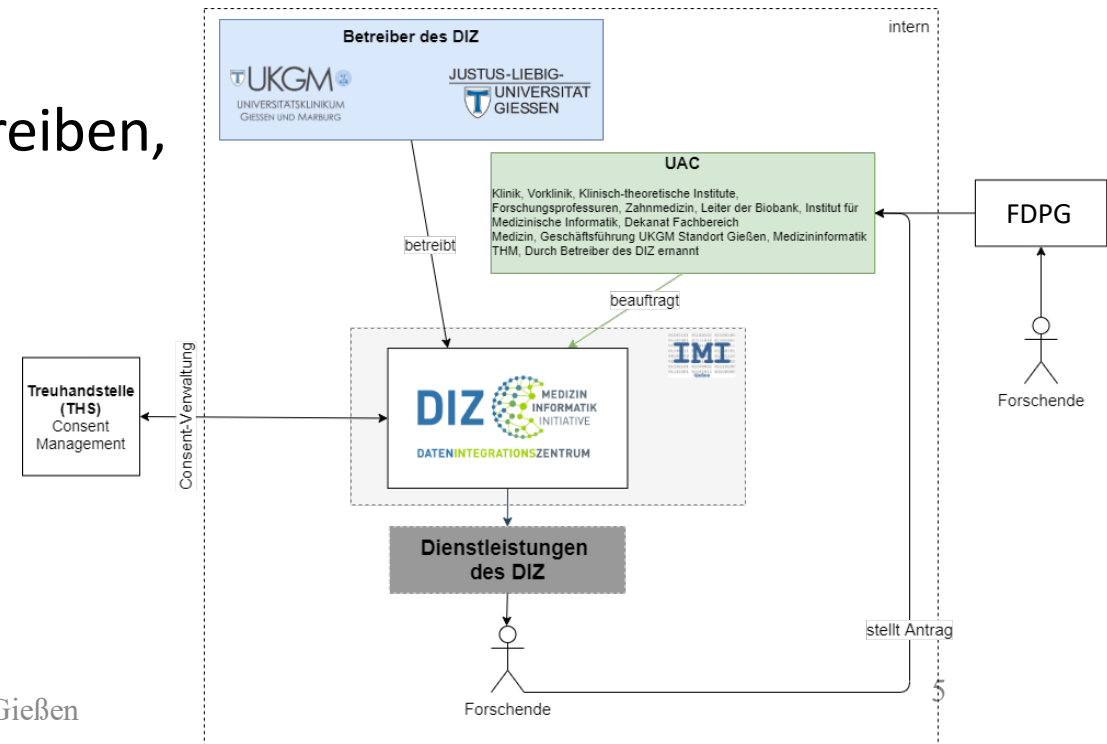 intern
Betreiber des DIZ
UKGM
UNIVERSITÄTSKLINIKUM
GIESSEN UND MARBURG
JUSTUS-LIEBIG-
UNIVERSITÄT
GIESSEN
reiben,
UAC
Klinik, Vorklinik, Klinisch-theoretische Institute,
Forschungsprofessuren, Zahnmedizin, Leiter der Biobank, Institut für
Medizinische Informatik, Dekanat Fachbereich
Medizin, Geschäftsführung UKGM Standort Gießen, Medizininformatik
THM, Durch Betreiber des DIZ ernannt
FDPG
betreibt
beauftragt
Forschende
IMI
Treuhandstelle
(THS)
Consent
Management
Consent-Verwaltung
DIZ
MEDIZIN
INFORMATIK
INITIATIVE
DATENINTEGRATIONSZENTRUM
Dienstleistungen
des DIZ
stellt Antrag
Forschende
5
Gießen